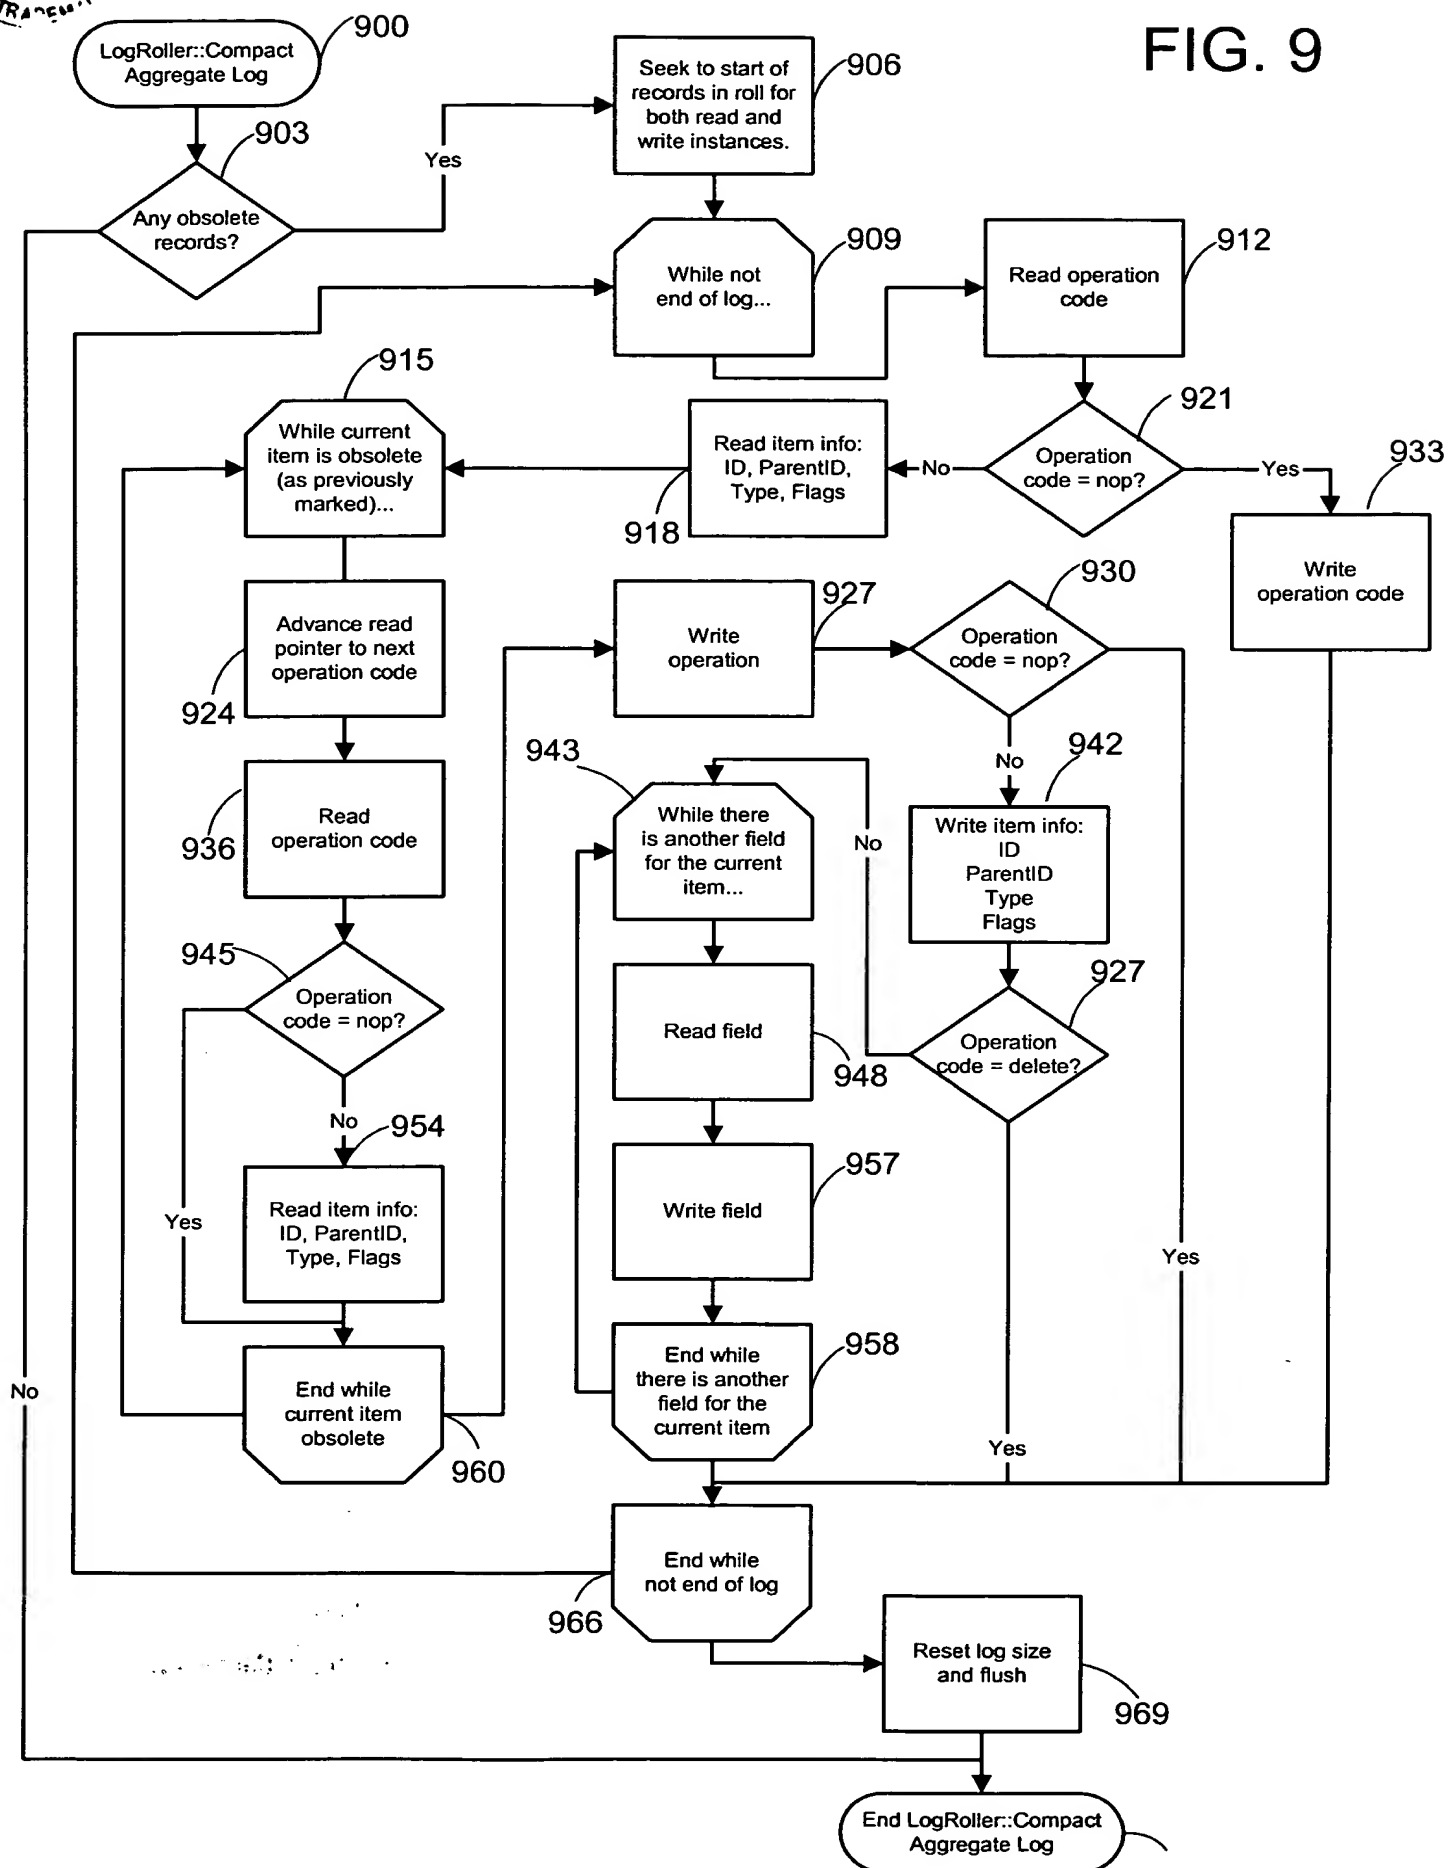 900
LogRoller::Compact
Aggregate Log
FIG. 9
906
Seek to start of
records in roll for
both read and
write instances.
903
Yes
Any obsolete
records?
909
While not
end of log...
912
Read operation
code
915
While current
item is obsolete
(as previously
marked)...
Read item info:
ID, ParentID,
Type, Flags
918
No
921
Operation
code = nop?
Yes
933
Write
operation code
Advance read
pointer to next
operation code
924
927
Write
operation
930
Operation
code = nop?
No
942
943
While there
is another field
for the current
item...
No
Write item info:
ID
ParentID
Type
Flags
Read
operation code
936
945
Operation
code = nop?
927
Operation
code = delete?
Read field
948
No
954
Read item info:
ID, ParentID,
Type, Flags
Yes
957
Write field
Yes
958
End while
there is another
field for the
current item
No
End while
current item
obsolete
960
Yes
End while
not end of log
966
Reset log size
and flush
969
End LogRoller::Compact
Aggregate Log